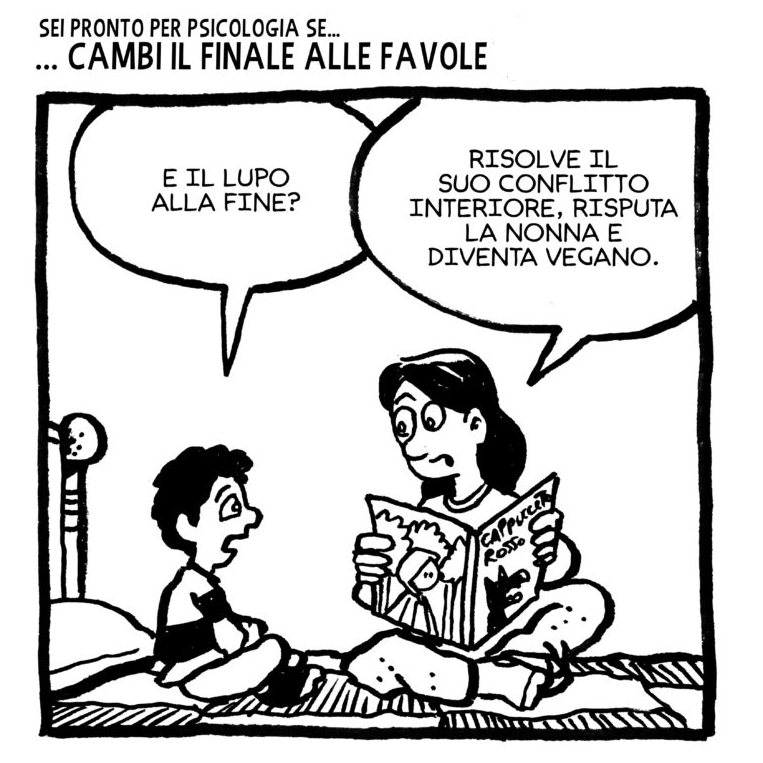 SEI PRONTO PER PSICOLOGIA SE...
... CAMBI IL FINALE ALLE FAVOLE
E IL LUPO
ALLA FINE?
RISOLVE IL
SUO CONFLITTO
INTERIORE, RISPUTA
LA NONNA E
DIVENTA VEGANO.
CAPPUCCETTO
ROSSO